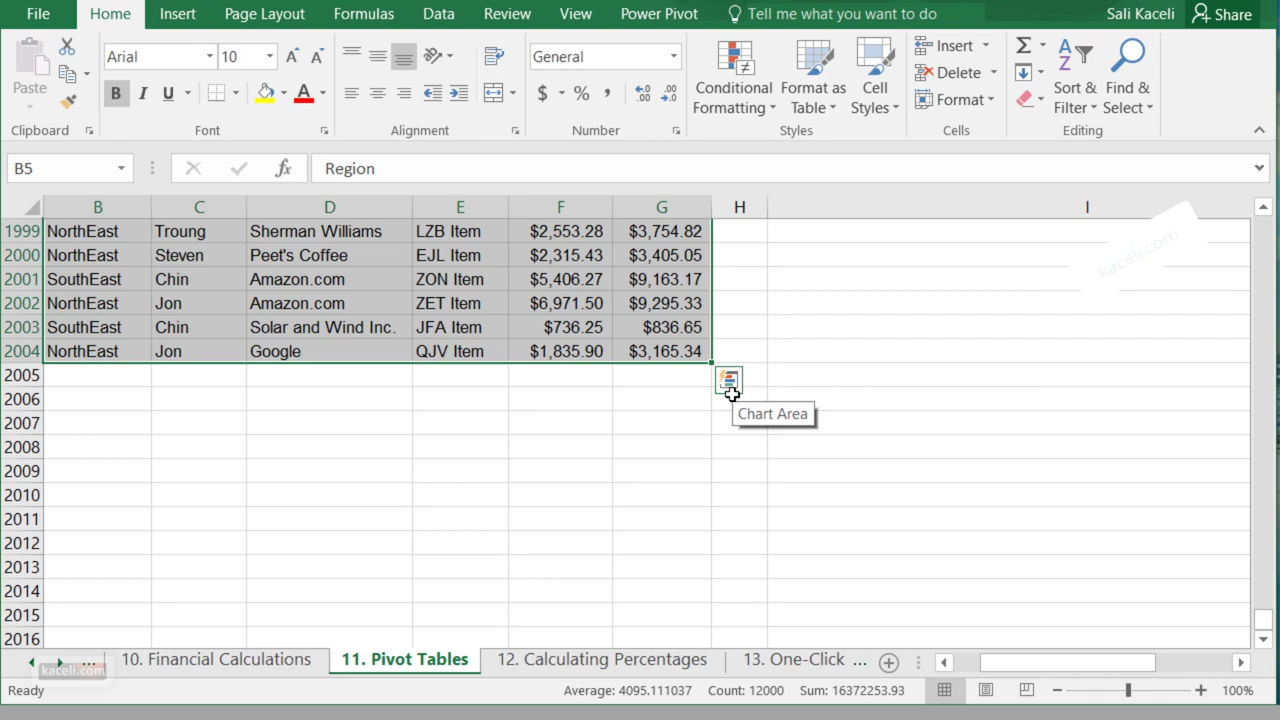 File Home Insert Page Layout Formulas Data Review View Power Pivot Tell me what you want to do Sali Kaceli Share
Paste
Arial 10
B I U A
General
$ % ,
Conditional Formatting
Format as Table
Cell Styles
Insert
Delete
Format
Sort & Filter
Find & Select
Clipboard Font Alignment Number Styles Cells Editing
B5 fx Region
B C D E F G H I
1999 NorthEast Troung Sherman Williams LZB Item $2,553.28 $3,754.82
2000 NorthEast Steven Peet's Coffee EJL Item $2,315.43 $3,405.05
2001 SouthEast Chin Amazon.com ZON Item $5,406.27 $9,163.17
2002 NorthEast Jon Amazon.com ZET Item $6,971.50 $9,295.33
2003 SouthEast Chin Solar and Wind Inc. JFA Item $736.25 $836.65
2004 NorthEast Jon Google QJV Item $1,835.90 $3,165.34
kaceli.com
2005
Chart Area
2006
2007
2008
2009
2010
2011
2012
2013
2014
2015
2016
... 10. Financial Calculations 11. Pivot Tables 12. Calculating Percentages 13. One-Click ...
kaceli.com
Ready Average: 4095.111037 Count: 12000 Sum: 16372253.93 100%